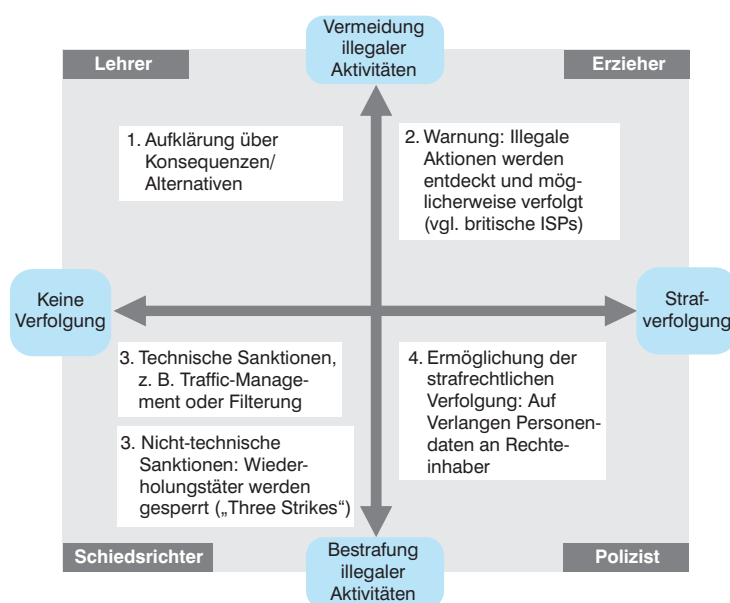 Vermeidung
illegaler
Aktivitäten
Lehrer
Erzieher
1. Aufklärung über
Konsequenzen/
Alternativen
2. Warnung: Illegale
Aktionen werden
entdeckt und mög-
licherweise verfolgt
(vgl. britische ISPs)
Keine
Verfolgung
Straf-
verfolgung
3. Technische Sanktionen,
z. B. Traffic-Manage-
ment oder Filterung
3. Nicht-technische
Sanktionen: Wieder-
holungstäter werden
gesperrt („Three Strikes“)
4. Ermöglichung der
strafrechtlichen
Verfolgung: Auf
Verlangen Personen-
daten an Rechte-
inhaber
Schiedsrichter
Polizist
Bestrafung
illegaler
Aktivitäten